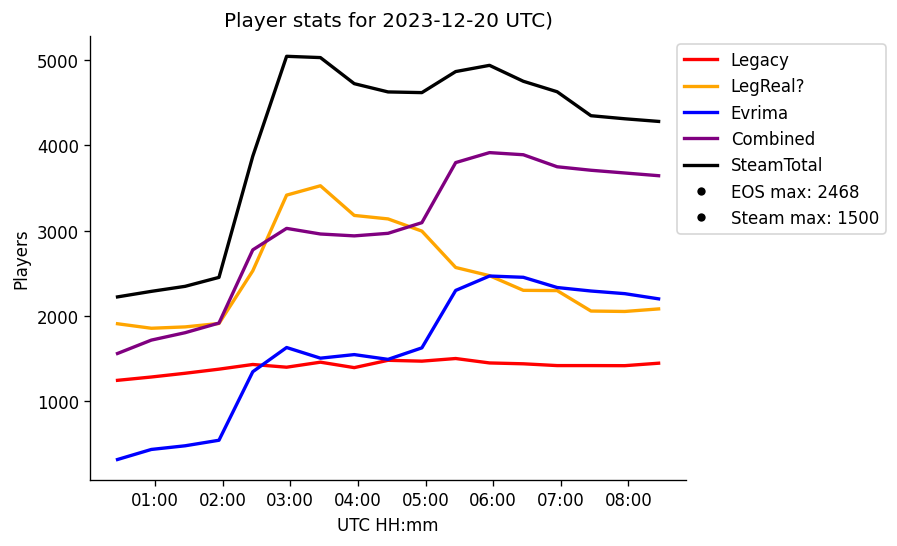 Player stats for 2023-12-20 UTC)
Players
5000
4000
3000
2000
1000
01:00 02:00 03:00 04:00 05:00 06:00 07:00 08:00
UTC HH:mm
Legacy
LegReal?
Evrima
Combined
SteamTotal
EOS max: 2468
Steam max: 1500